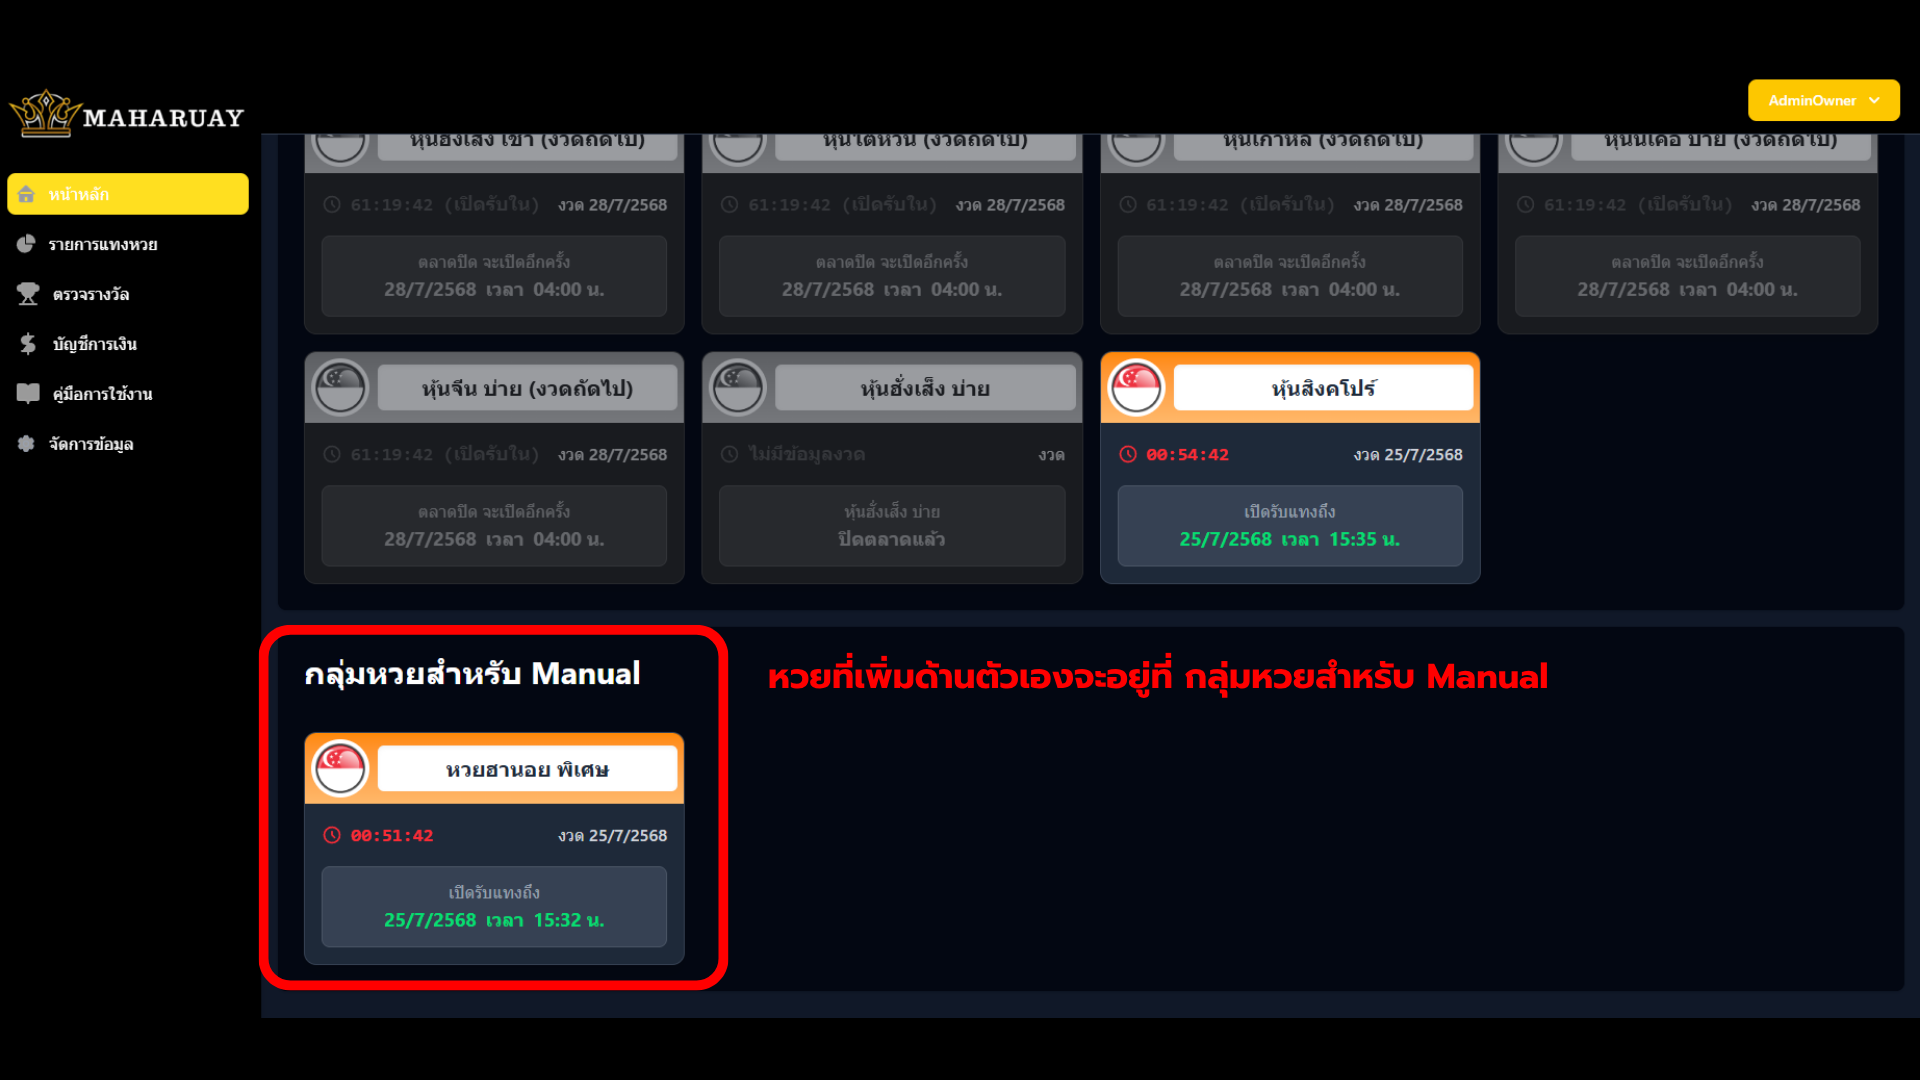 MAHARUAY
AdminOwner
หน้าหลัก
รายการแทงหวย
ตรวจรางวัล
บัญชีการเงิน
คู่มือการใช้งาน
จัดการข้อมูล
หุ้นฮั่งเส็ง เช้า (งวดถัดไป)
61:19:42 (เปิดรับใน) งวด 28/7/2568
ตลาดปิด จะเปิดอีกครั้ง
28/7/2568 เวลา 04:00 น.
หุ้นไต้หวัน (งวดถัดไป)
61:19:42 (เปิดรับใน) งวด 28/7/2568
ตลาดปิด จะเปิดอีกครั้ง
28/7/2568 เวลา 04:00 น.
หุ้นเกาหลี (งวดถัดไป)
61:19:42 (เปิดรับใน) งวด 28/7/2568
ตลาดปิด จะเปิดอีกครั้ง
28/7/2568 เวลา 04:00 น.
หุ้นนิเคอิ บ่าย (งวดถัดไป)
61:19:42 (เปิดรับใน) งวด 28/7/2568
ตลาดปิด จะเปิดอีกครั้ง
28/7/2568 เวลา 04:00 น.
หุ้นจีน บ่าย (งวดถัดไป)
61:19:42 (เปิดรับใน) งวด 28/7/2568
ตลาดปิด จะเปิดอีกครั้ง
28/7/2568 เวลา 04:00 น.
หุ้นฮั่งเส็ง บ่าย
ไม่มีข้อมูลงวด งวด
หุ้นฮั่งเส็ง บ่าย
ปิดตลาดแล้ว
หุ้นสิงคโปร์
00:54:42 งวด 25/7/2568
เปิดรับแทงถึง
25/7/2568 เวลา 15:35 น.
กลุ่มหวยสำหรับ Manual
หวยที่เพิ่มด้านตัวเองจะอยู่ที่ กลุ่มหวยสำหรับ Manual
หวยฮานอย พิเศษ
00:51:42 งวด 25/7/2568
เปิดรับแทงถึง
25/7/2568 เวลา 15:32 น.